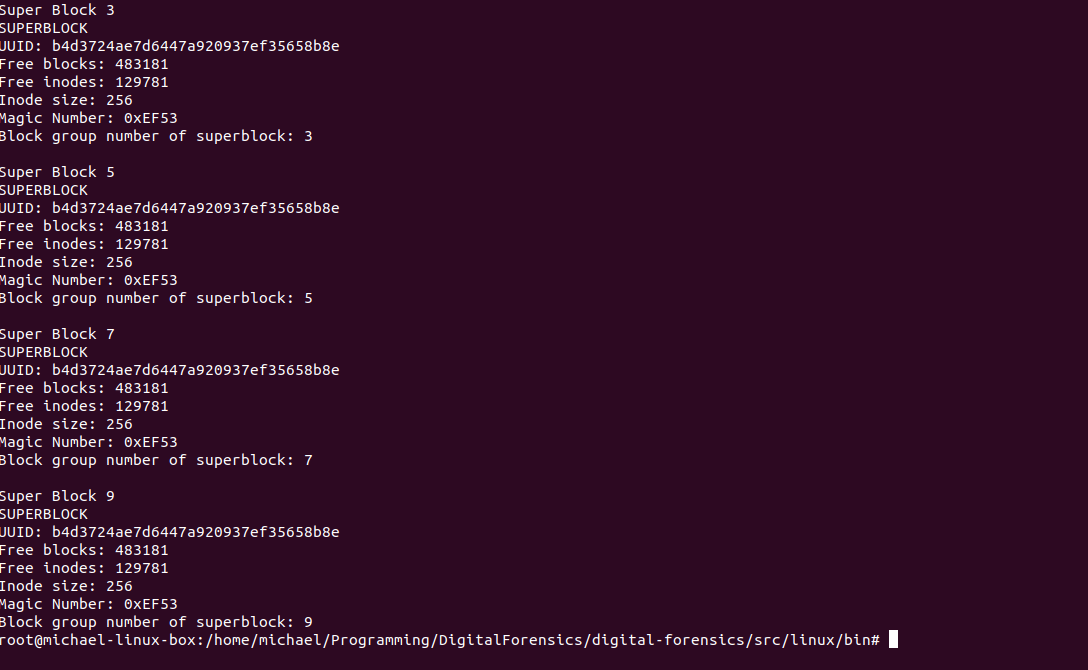 Super Block 3
SUPERBLOCK
UUID: b4d3724ae7d6447a920937ef35658b8e
Free blocks: 483181
Free inodes: 129781
Inode size: 256
Magic Number: 0xEF53
Block group number of superblock: 3

Super Block 5
SUPERBLOCK
UUID: b4d3724ae7d6447a920937ef35658b8e
Free blocks: 483181
Free inodes: 129781
Inode size: 256
Magic Number: 0xEF53
Block group number of superblock: 5

Super Block 7
SUPERBLOCK
UUID: b4d3724ae7d6447a920937ef35658b8e
Free blocks: 483181
Free inodes: 129781
Inode size: 256
Magic Number: 0xEF53
Block group number of superblock: 7

Super Block 9
SUPERBLOCK
UUID: b4d3724ae7d6447a920937ef35658b8e
Free blocks: 483181
Free inodes: 129781
Inode size: 256
Magic Number: 0xEF53
Block group number of superblock: 9
root@michael-linux-box:/home/michael/Programming/DigitalForensics/digital-forensics/src/linux/bin#